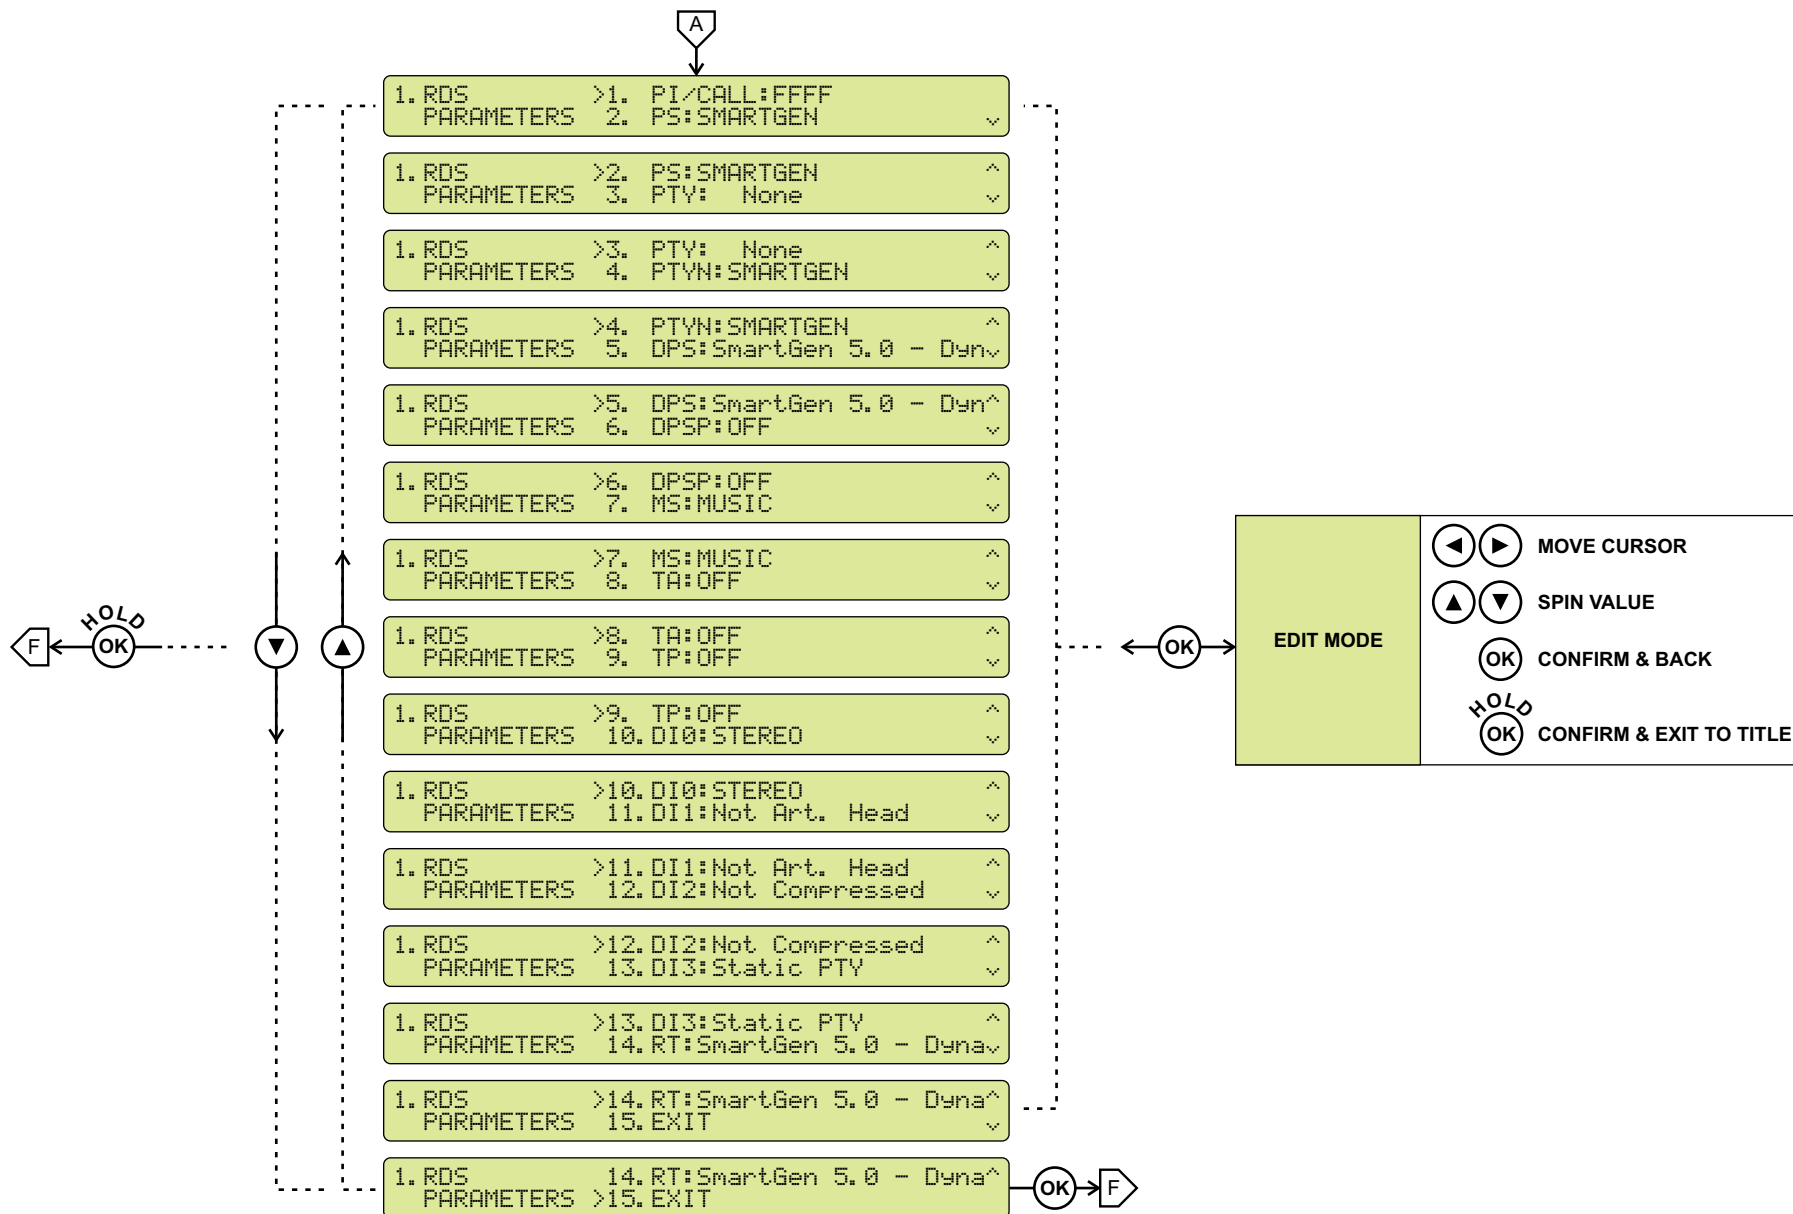 A
1. RDS >1. PI/CALL:FFFF
PARAMETERS 2. PS:SMARTGEN
1. RDS >2. PS:SMARTGEN ^
PARAMETERS 3. PTY: None
1. RDS >3. PTY: None ^
PARAMETERS 4. PTYN:SMARTGEN
1. RDS >4. PTYN:SMARTGEN ^
PARAMETERS 5. DPS:SmartGen 5.0 - Dyn
1. RDS >5. DPS:SmartGen 5.0 - Dyn^
PARAMETERS 6. DPSP:OFF
1. RDS >6. DPSP:OFF ^
PARAMETERS 7. MS:MUSIC
1. RDS >7. MS:MUSIC ^
PARAMETERS 8. TA:OFF
1. RDS >8. TA:OFF ^
PARAMETERS 9. TP:OFF
1. RDS >9. TP:OFF ^
PARAMETERS 10.DI0:STEREO
1. RDS >10.DI0:STEREO ^
PARAMETERS 11.DI1:Not Art. Head
1. RDS >11.DI1:Not Art. Head ^
PARAMETERS 12.DI2:Not Compressed
1. RDS >12.DI2:Not Compressed ^
PARAMETERS 13.DI3:Static PTY
1. RDS >13.DI3:Static PTY ^
PARAMETERS 14.RT:SmartGen 5.0 - Dyna
1. RDS >14.RT:SmartGen 5.0 - Dyna^
PARAMETERS 15.EXIT
1. RDS 14.RT:SmartGen 5.0 - Dyna^
PARAMETERS >15.EXIT
HOLD
F OK
OK
EDIT MODE
MOVE CURSOR
SPIN VALUE
OK CONFIRM & BACK
HOLD
OK CONFIRM & EXIT TO TITLE
OK F